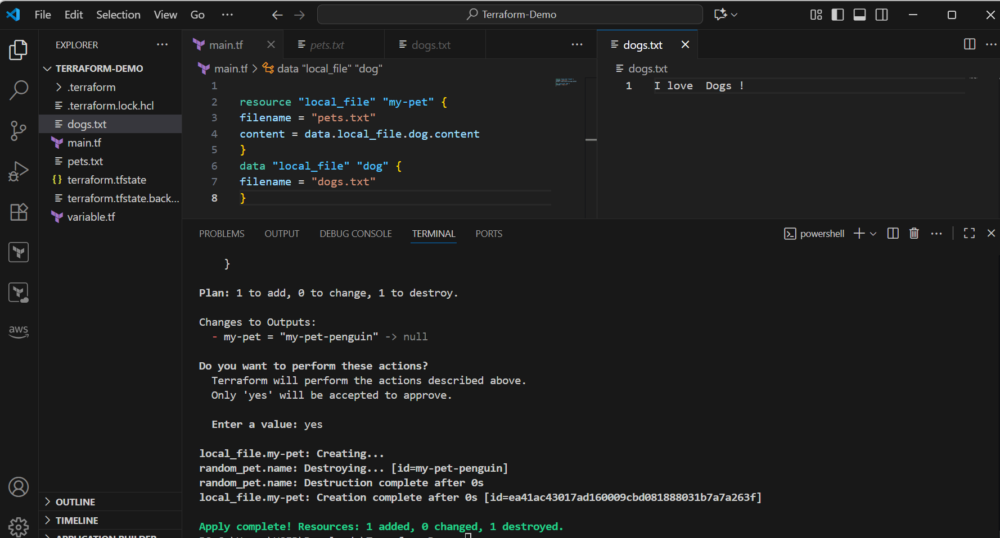 File Edit Selection View Go ···
Terraform-Demo
EXPLORER
TERRAFORM-DEMO
.terraform
.terraform.lock.hcl
dogs.txt
main.tf
pets.txt
terraform.tfstate
terraform.tfstate.back...
variable.tf
aws
OUTLINE
TIMELINE
APPLICATION BUILDER
main.tf
pets.txt
dogs.txt
main.tf > data "local_file" "dog"
1
2 resource "local_file" "my-pet" {
3 filename = "pets.txt"
4 content = data.local_file.dog.content
5 }
6 data "local_file" "dog" {
7 filename = "dogs.txt"
8 }
dogs.txt
dogs.txt
1 I love  Dogs !
PROBLEMS OUTPUT DEBUG CONSOLE TERMINAL PORTS
powershell
}
Plan: 1 to add, 0 to change, 1 to destroy.
Changes to Outputs:
- my-pet = "my-pet-penguin" -> null
Do you want to perform these actions?
Terraform will perform the actions described above.
Only 'yes' will be accepted to approve.
Enter a value: yes
local_file.my-pet: Creating...
random_pet.name: Destroying... [id=my-pet-penguin]
random_pet.name: Destruction complete after 0s
local_file.my-pet: Creation complete after 0s [id=ea41ac43017ad160009cbd081888031b7a7a263f]
Apply complete! Resources: 1 added, 0 changed, 1 destroyed.